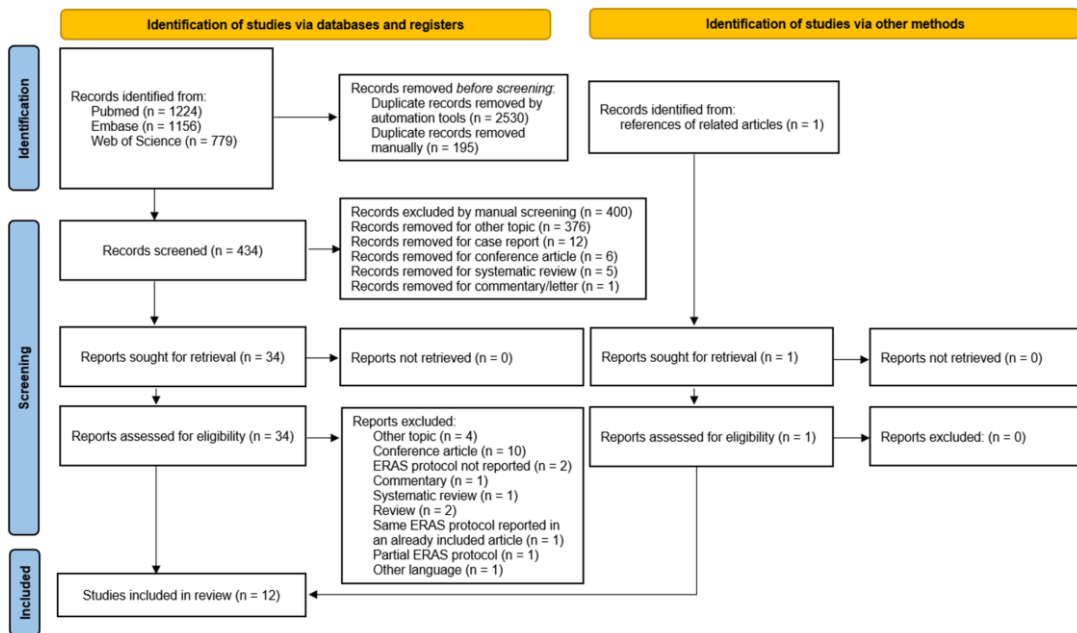 Identification of studies via databases and registers
Identification of studies via other methods
Identification
Records identified from:
Pubmed (n = 1224)
Embase (n = 1156)
Web of Science (n = 779)
Records removed before screening:
Duplicate records removed by
automation tools (n = 2530)
Duplicate records removed
manually (n = 195)
Records identified from:
references of related articles (n = 1)
Screening
Records screened (n = 434)
Records excluded by manual screening (n = 400)
Records removed for other topic (n = 376)
Records removed for case report (n = 12)
Records removed for conference article (n = 6)
Records removed for systematic review (n = 5)
Records removed for commentary/letter (n = 1)
Reports sought for retrieval (n = 34)
Reports not retrieved (n = 0)
Reports sought for retrieval (n = 1)
Reports not retrieved (n = 0)
Reports assessed for eligibility (n = 34)
Reports excluded:
Other topic (n = 4)
Conference article (n = 10)
ERAS protocol not reported (n = 2)
Commentary (n = 1)
Systematic review (n = 1)
Review (n = 2)
Same ERAS protocol reported in
an already included article (n = 1)
Partial ERAS protocol (n = 1)
Other language (n = 1)
Reports assessed for eligibility (n = 1)
Reports excluded: (n = 0)
Included
Studies included in review (n = 12)